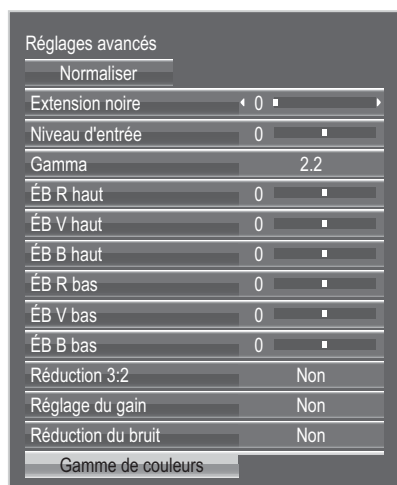 Réglages avancés
Normaliser
Extension noire 0
Niveau d'entrée 0
Gamma 2.2
ÉB R haut 0
ÉB V haut 0
ÉB B haut 0
ÉB R bas 0
ÉB V bas 0
ÉB B bas 0
Réduction 3:2 Non
Réglage du gain Non
Réduction du bruit Non
Gamme de couleurs